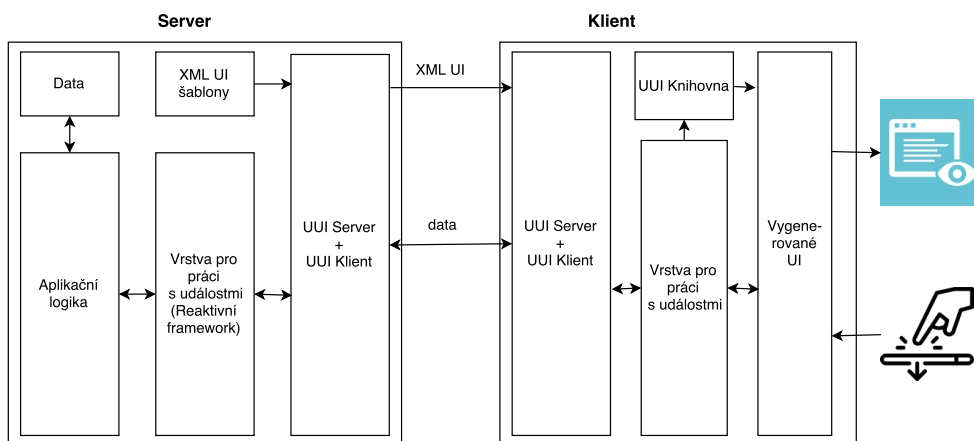 Server
Klient
Data
XML UI
šablony
XML UI
UUI Knihovna
data
UUI Server
+
UUI Klient
UUI Server
+
UUI Klient
Vygene-
rované
UI
Aplikační
logika
Vrstva pro
práci
s událostmi
(Reaktivní
framework)
Vrstva pro
práci
s událostmi